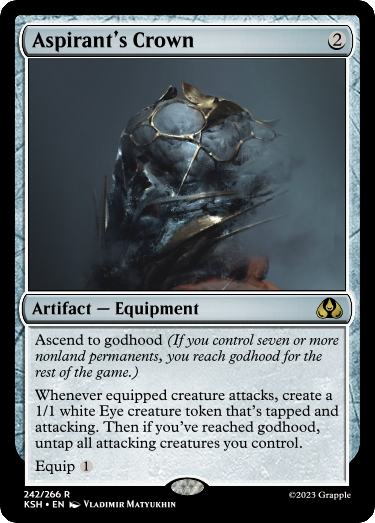 Aspirant's Crown 2
Artifact — Equipment
Ascend to godhood (If you control seven or more
nonland permanents, you reach godhood for the
rest of the game.)
Whenever equipped creature attacks, create a
1/1 white Eye creature token that's tapped and
attacking. Then if you've reached godhood,
untap all attacking creatures you control.
Equip 1
242/266 R
KSH • EN Vladimir Matyukhin
©2023 Grapple